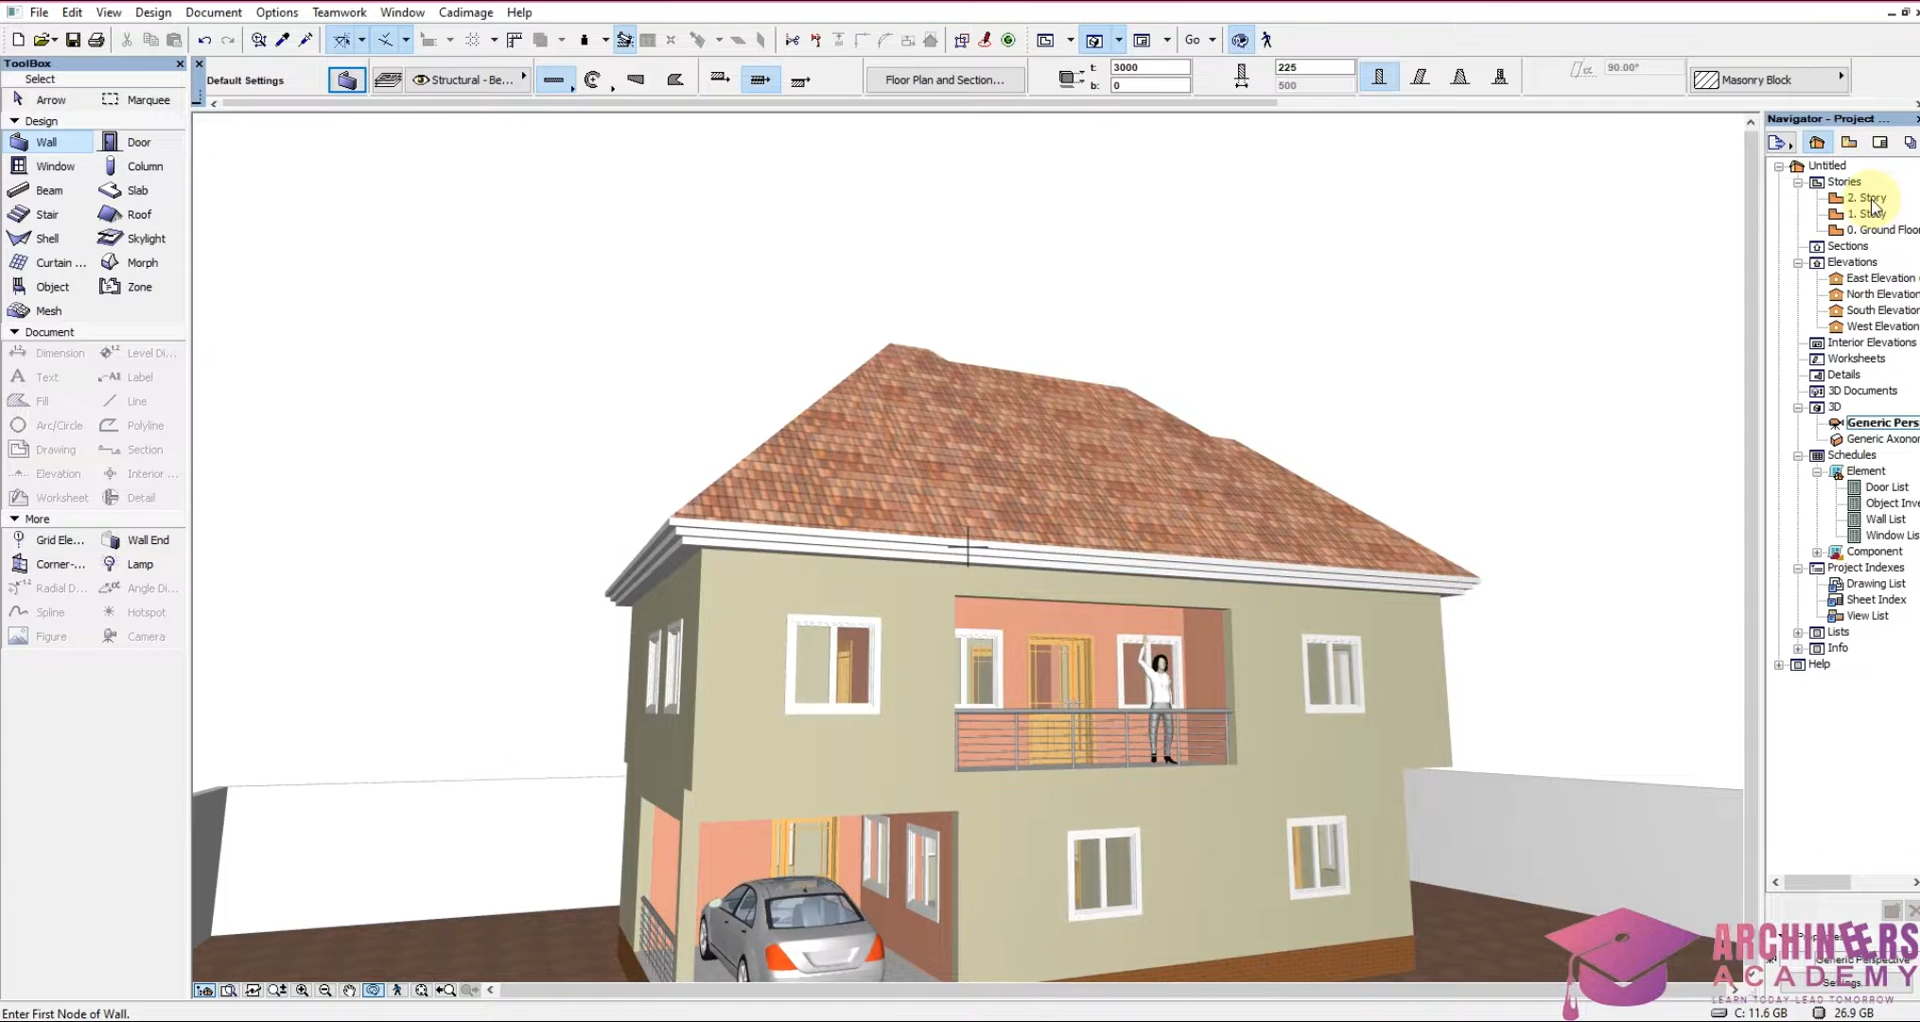 File Edit View Design Document Options Teamwork Window Cadimage Help
Go
ToolBox
Select
Arrow Marquee
Design
Wall Door
Window Column
Beam Slab
Stair Roof
Shell Skylight
Curtain ... Morph
Object Zone
Mesh
Document
Dimension Level Di...
Text Label
Fill Line
Arc/Circle Polyline
Drawing Section
Elevation Interior ...
Worksheet Detail
More
Grid Ele... Wall End
Corner-... Lamp
Radial D... Angle Di...
Spline Hotspot
Figure Camera
Default Settings
Structural - Be...
Floor Plan and Section...
t: 3000
b: 0
225
500
90.00°
Masonry Block
Navigator - Project ...
Untitled
Stories
2. Story
1. Story
0. Ground Floor
Sections
Elevations
East Elevation (
North Elevation
South Elevation
West Elevation
Interior Elevations
Worksheets
Details
3D Documents
3D
Generic Pers
Generic Axonor
Schedules
Element
Door List
Object Inve
Wall List
Window Lis
Component
Project Indexes
Drawing List
Sheet Index
View List
Lists
Info
Help
Generic Perspective
Settings...
ARCHINEERS
ACADEMY
LEARN TODAY-LEAD TOMORROW
Enter First Node of Wall.
C: 11.6 GB 26.9 GB